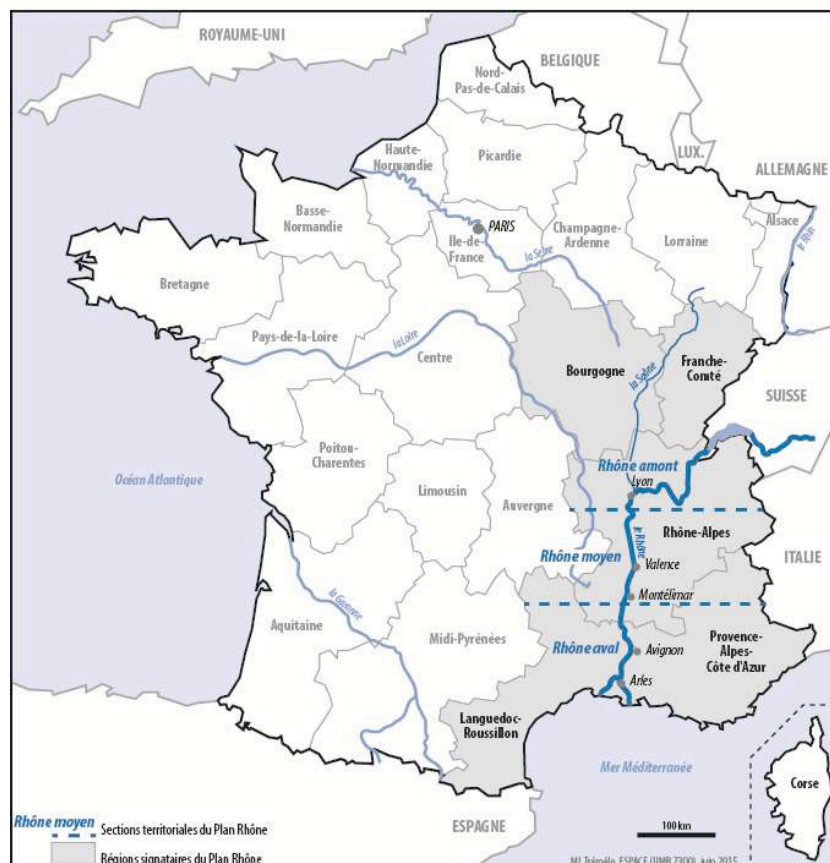 ROYAUME-UNI
BELGIQUE
Nord-
Pas-de-Calais
LUX.
ALLEMAGNE
Haute-
Normandie
Picardie
Basse-
Normandie
PARIS
Ile-de-
France
Champagne-
Ardenne
Lorraine
Alsace
le Rhin
la Seine
Bretagne
Pays-de-la-Loire
la Loire
Centre
Bourgogne
la Saône
Franche-
Comté
SUISSE
Poitou-
Charentes
Océan Atlantique
Limousin
Auvergne
Rhône amont
Lyon
Rhône-Alpes
le Rhône
Rhône moyen
Valence
ITALIE
Montélimar
Aquitaine
la Garonne
Midi-Pyrénées
Rhône aval
Avignon
Provence-
Alpes-
Côte d'Azur
Arles
Languedoc-
Roussillon
Mer Méditerranée
Corse
ESPAGNE
100 km
Rhône moyen
Sections territoriales du Plan Rhône
Régions signataires du Plan Rhône
MJ Trémélo, ESPACE (UMR 7300), juin 2015